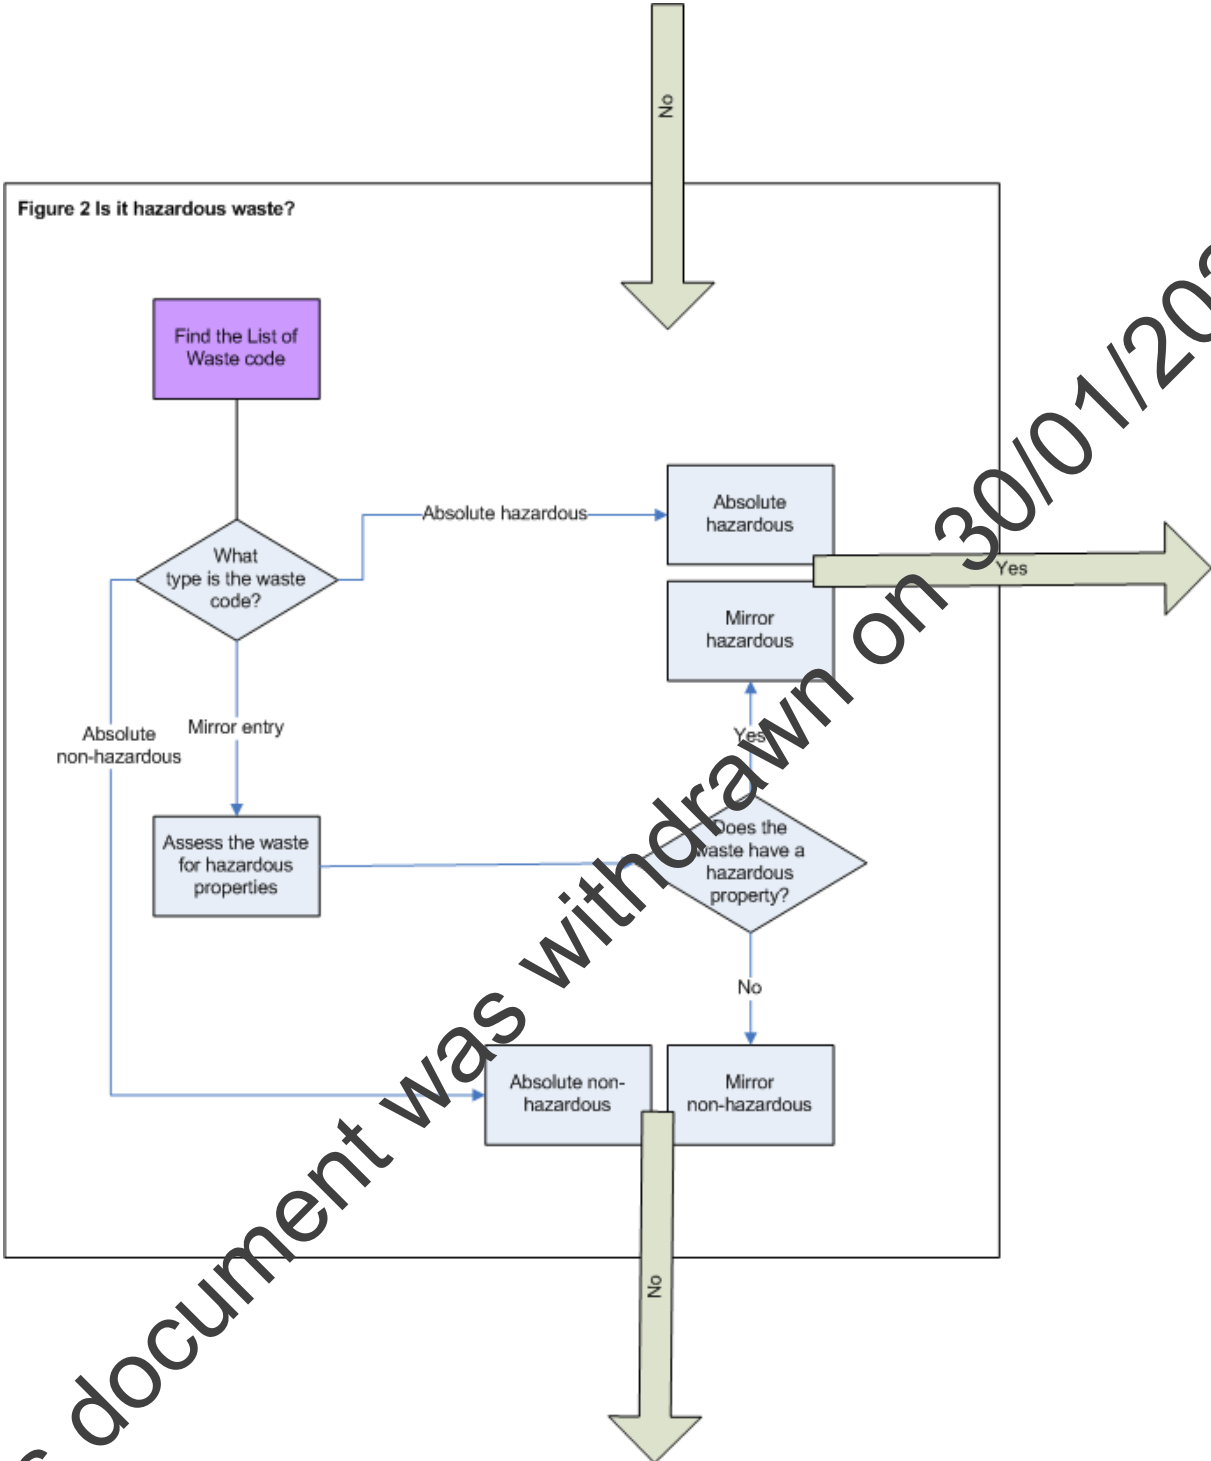 No
Figure 2 Is it hazardous waste?
Find the List of
Waste code
Absolute hazardous
Absolute
hazardous
What
type is the waste
code?
Yes
Mirror
hazardous
Absolute
non-hazardous
Mirror entry
Yes
Assess the waste
for hazardous
properties
Does the
waste have a
hazardous
property?
No
Absolute non-
hazardous
Mirror
non-hazardous
No
document was withdrawn on 30/01/20